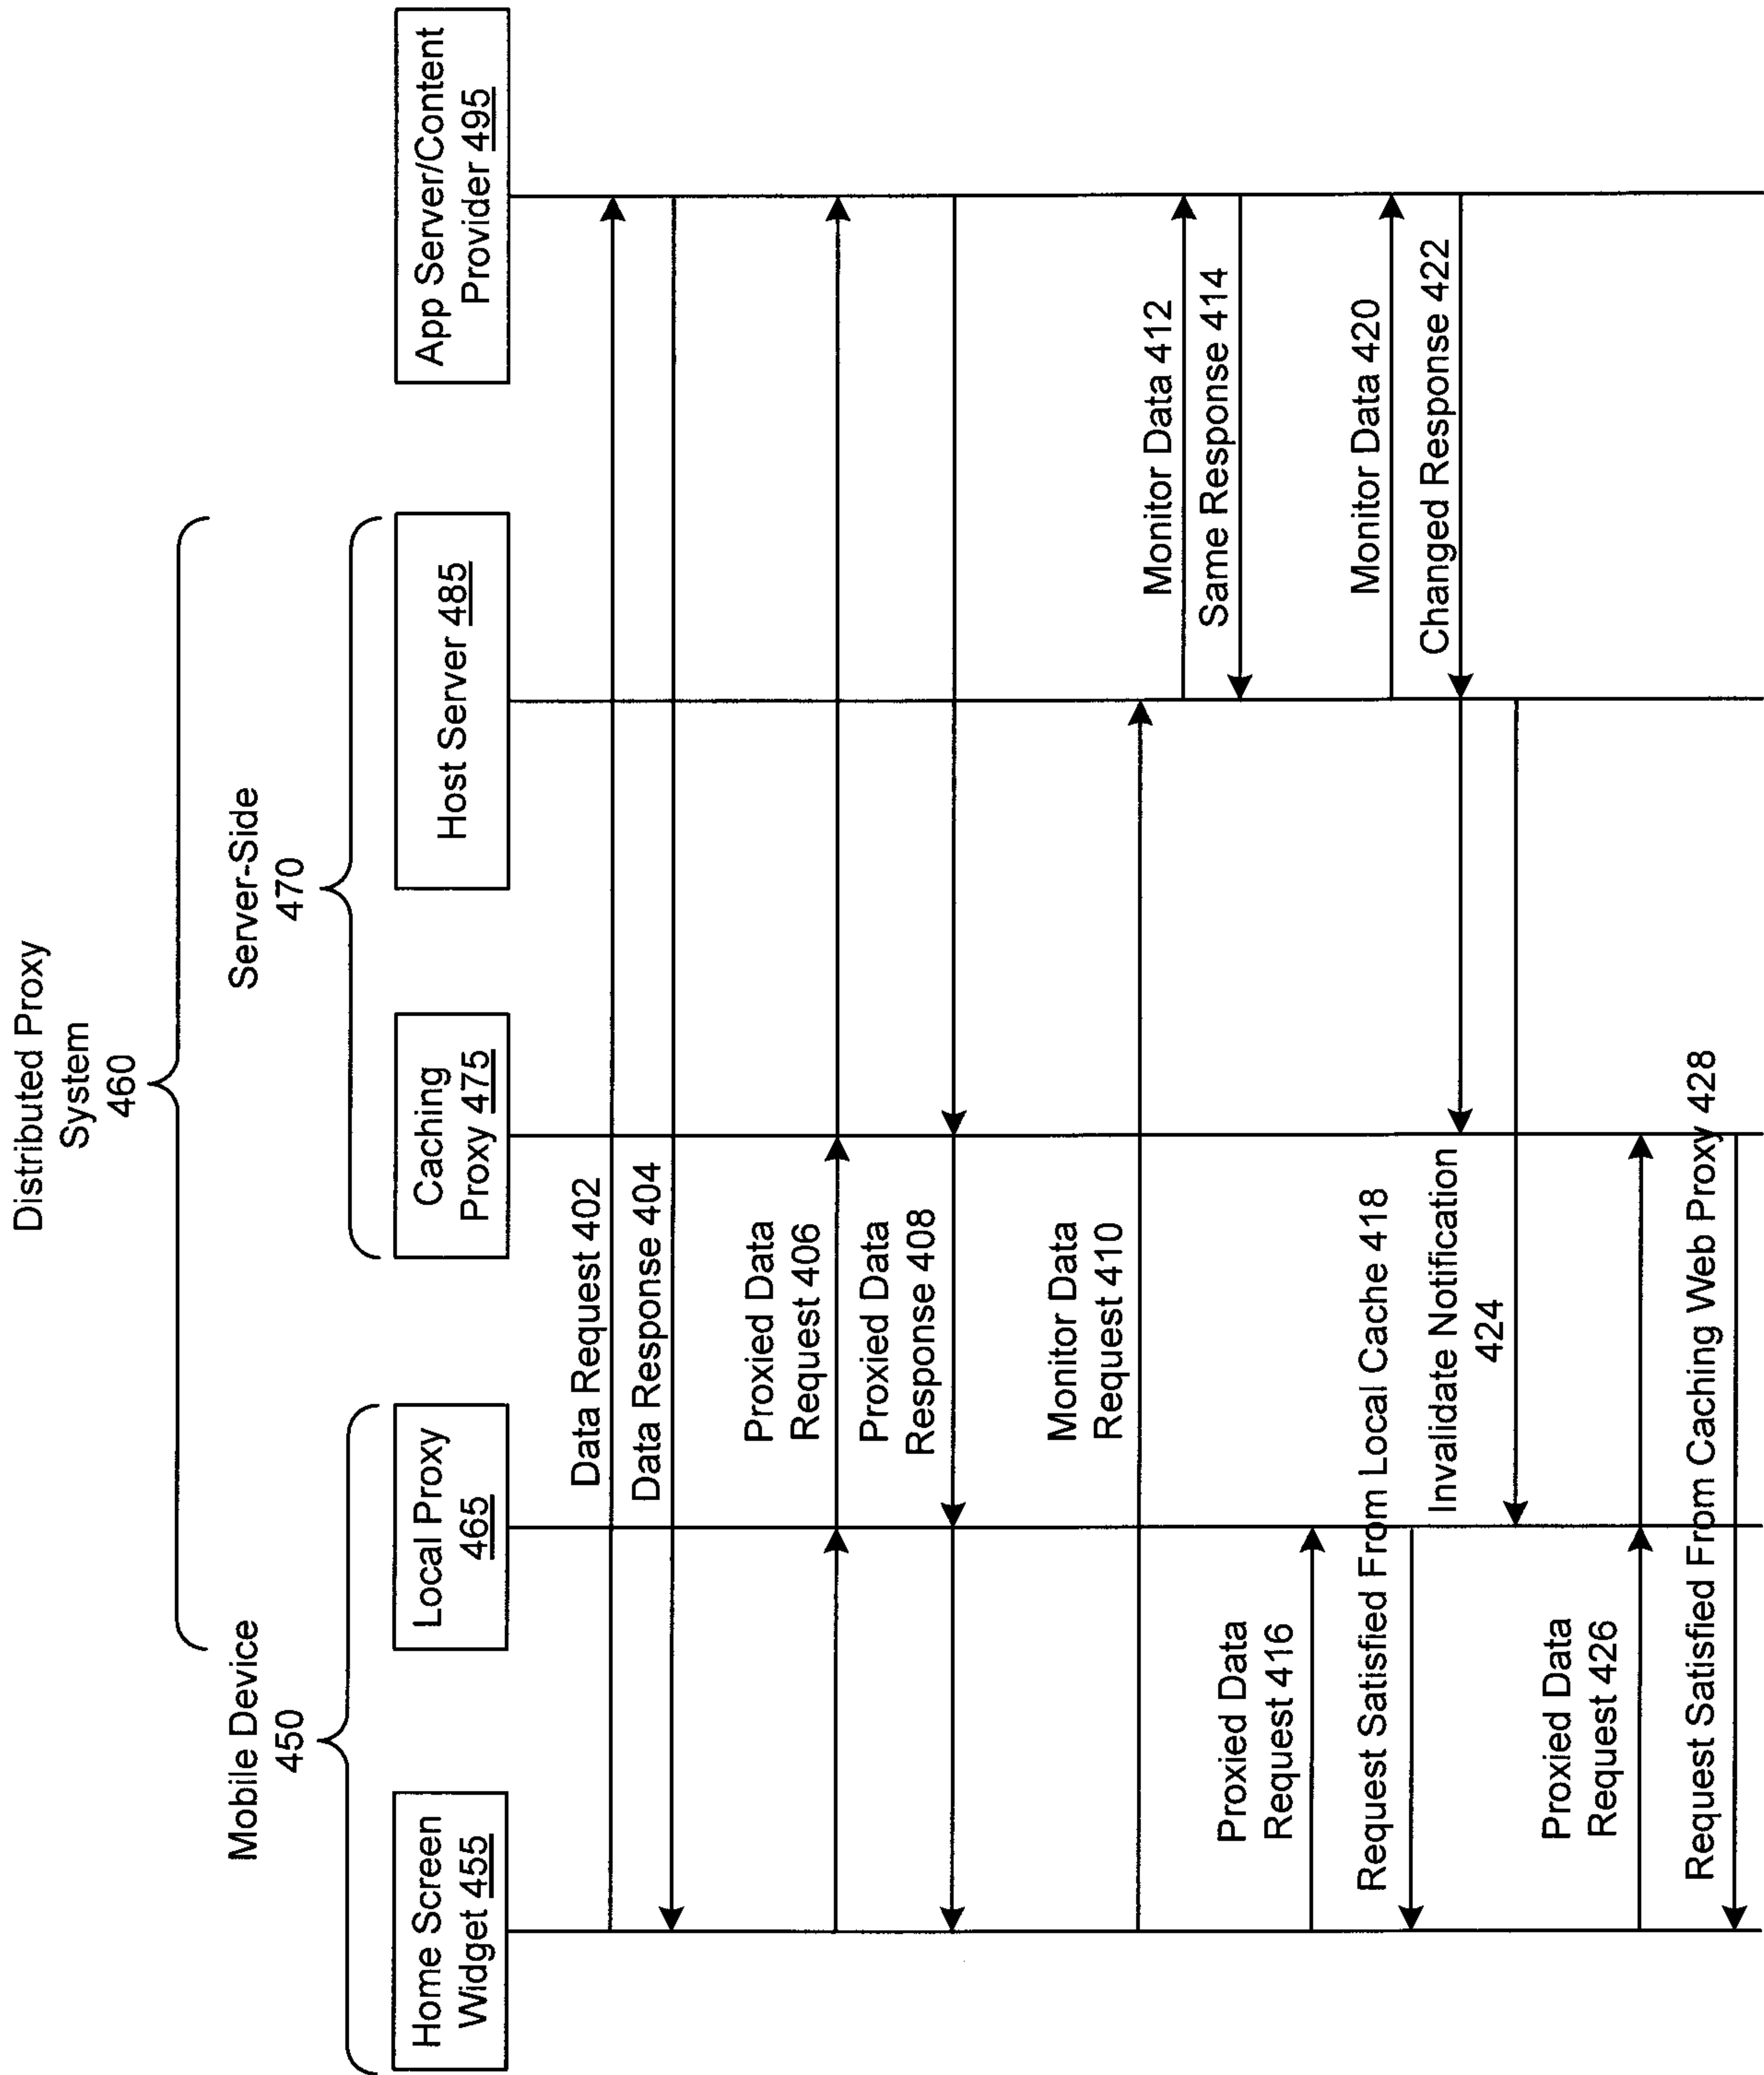 Distributed Proxy
System
460
Mobile Device
450
Server-Side
470
Home Screen
Widget 455
Local Proxy
465
Caching
Proxy 475
Host Server 485
App Server/Content
Provider 495
Data Request 402
Data Response 404
Proxied Data
Request 406
Proxied Data
Response 408
Monitor Data
Request 410
Monitor Data 412
Same Response 414
Proxied Data
Request 416
Request Satisfied From Local Cache 418
Monitor Data 420
Changed Response 422
Invalidate Notification
424
Proxied Data
Request 426
Request Satisfied From Caching Web Proxy 428